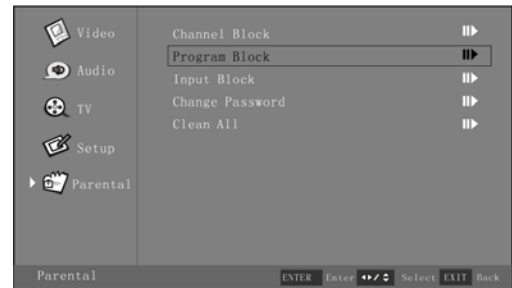 Video
Audio
TV
Setup
Parental
Channel Block
Program Block
Input Block
Change Password
Clean All
Parental
ENTER Enter Select EXIT Back